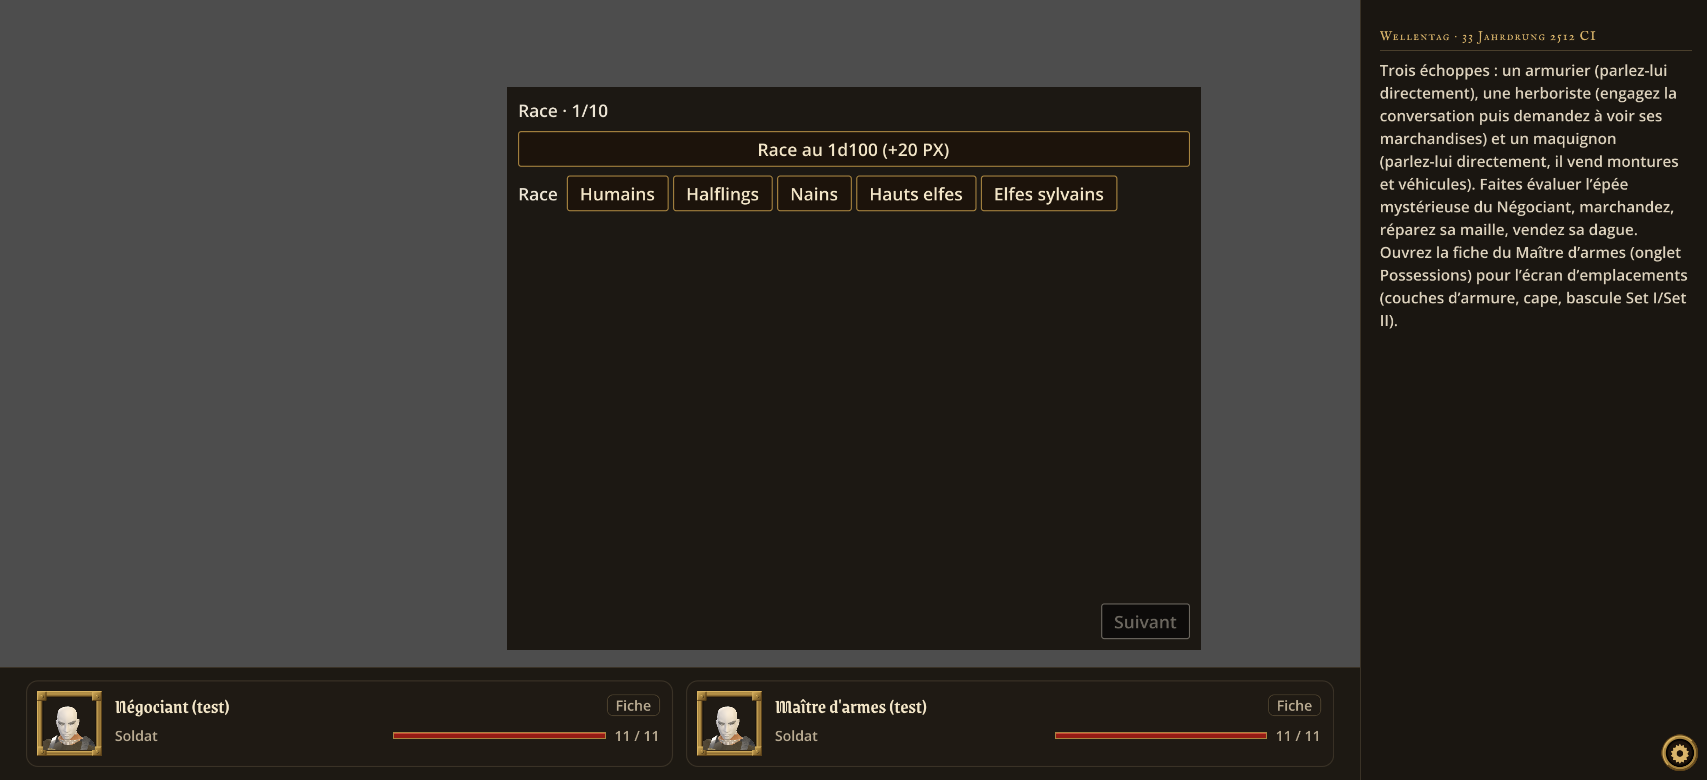 Race · 1/10
Race au 1d100 (+20 PX)
Race Humains Halflings Nains Hauts elfes Elfes sylvains
Suivant
Wellentag · 33 Jahrdrung 2512 CI
Trois échoppes : un armurier (parlez-lui
directement), une herboriste (engagez la
conversation puis demandez à voir ses
marchandises) et un maquignon
(parlez-lui directement, il vend montures
et véhicules). Faites évaluer l’épée
mystérieuse du Négociant, marchandez,
réparez sa maille, vendez sa dague.
Ouvrez la fiche du Maître d’armes (onglet
Possessions) pour l’écran d’emplacements
(couches d’armure, cape, bascule Set I/Set
II).
Négociant (test) Fiche
Soldat 11 / 11
Maître d'armes (test) Fiche
Soldat 11 / 11